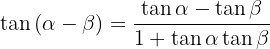 tan (α − β) = (tan α − tan β) / (1 + tan α tan β)